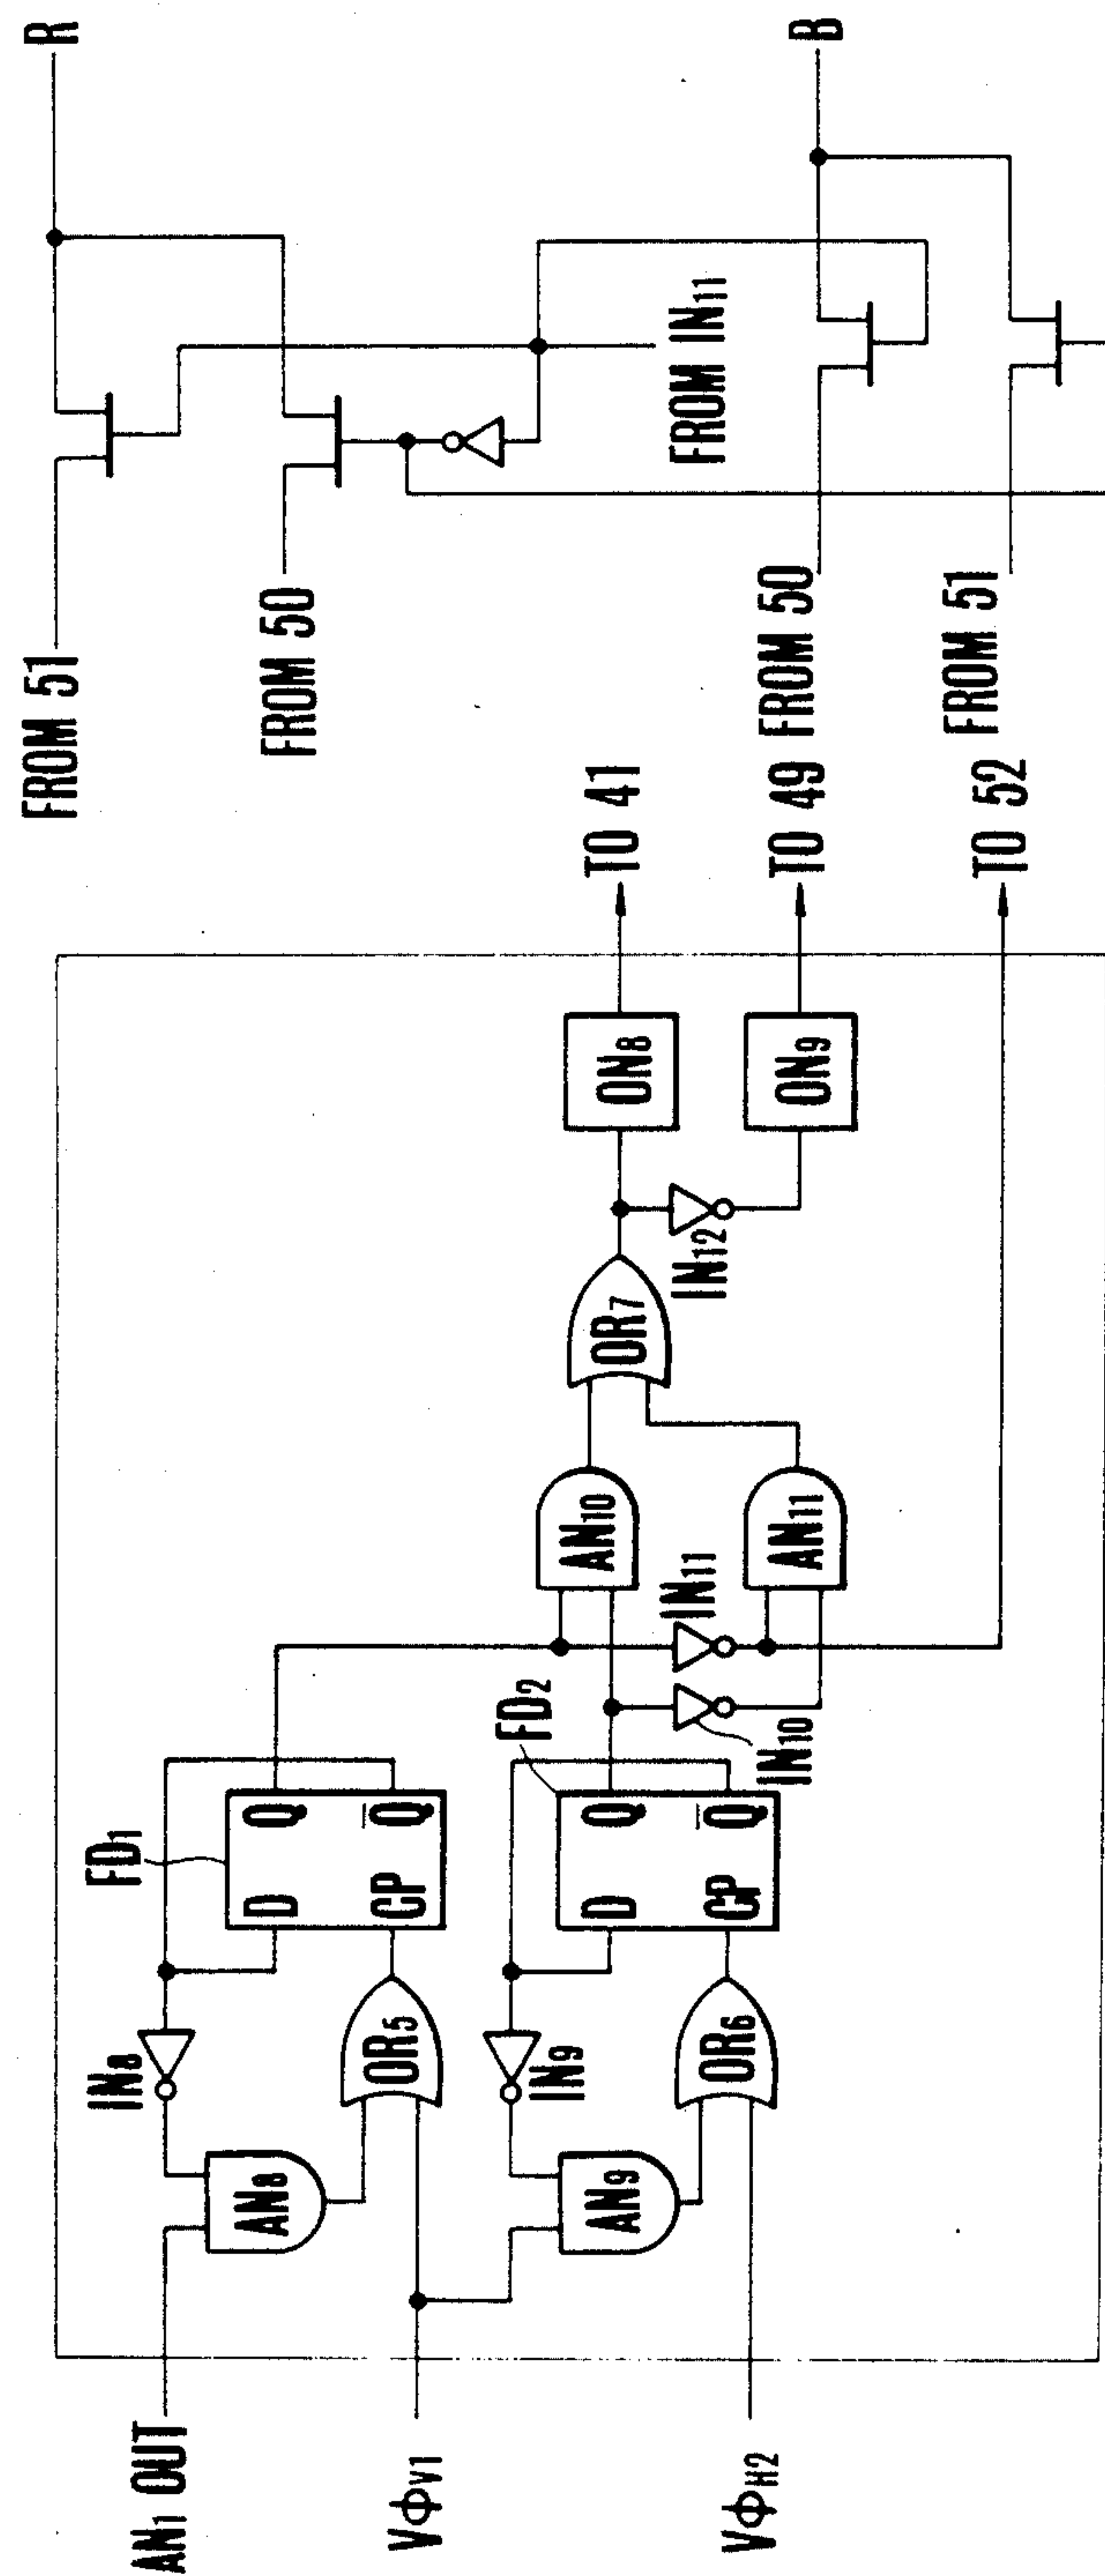 AN1 OUT
VΦV1
VΦH2
AN8
IN8
OR5
FD1
D
Q
CP
Q̅
AN9
IN9
OR6
FD2
D
Q
CP
Q̅
IN10
IN11
AN10
AN11
OR7
IN12
ON8
ON9
TO 41
TO 49
TO 52
FROM 51
FROM 50
FROM IN11
R
FROM 50
FROM 51
B